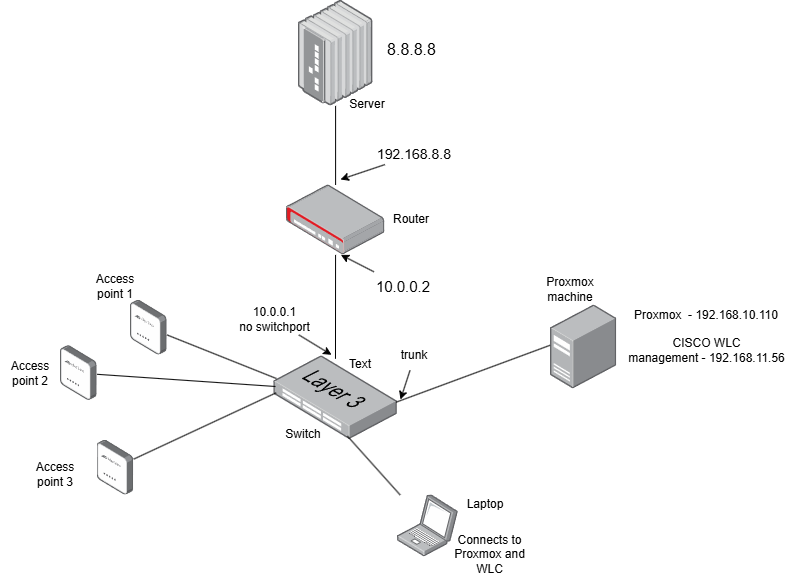 8.8.8.8
Server
192.168.8.8
Router
10.0.0.2
Access
point 1
10.0.0.1
no switchport
Proxmox
machine
Proxmox - 192.168.10.110
CISCO WLC
management - 192.168.11.56
Text
trunk
Access
point 2
Layer 3
Switch
Access
point 3
Laptop
Connects to
Proxmox and
WLC